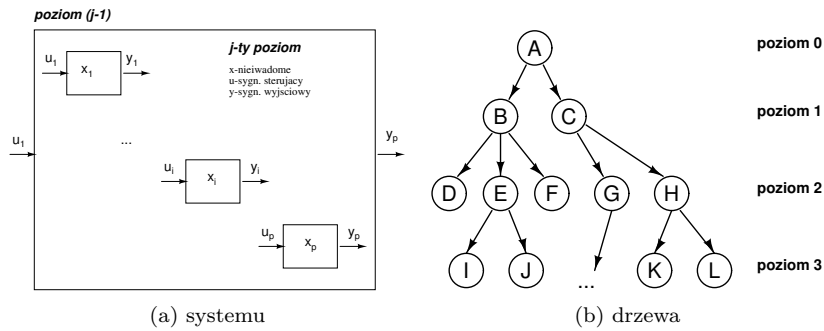 poziom (j-1)
j-ty poziom
x-nieiwadome
u-sygn. sterujacy
y-sygn. wyjsciowy
u1 x1 y1
u1
...
ui xi yi
yp
up xp yp
(a) systemu
A poziom 0
B C poziom 1
D E F G H poziom 2
I J ... K L poziom 3
(b) drzewa